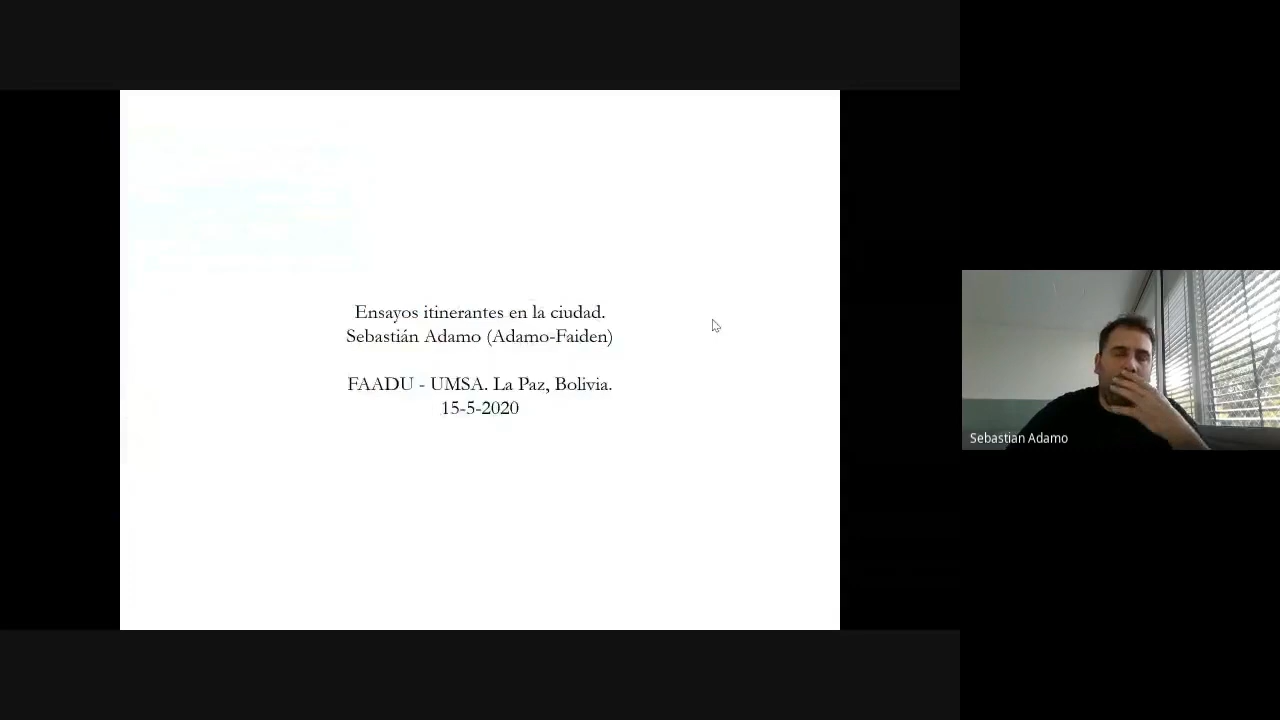 Ensayos itinerantes en la ciudad.
Sebastián Adamo (Adamo-Faiden)
FAADU - UMSA. La Paz, Bolivia.
15-5-2020
Sebastian Adamo